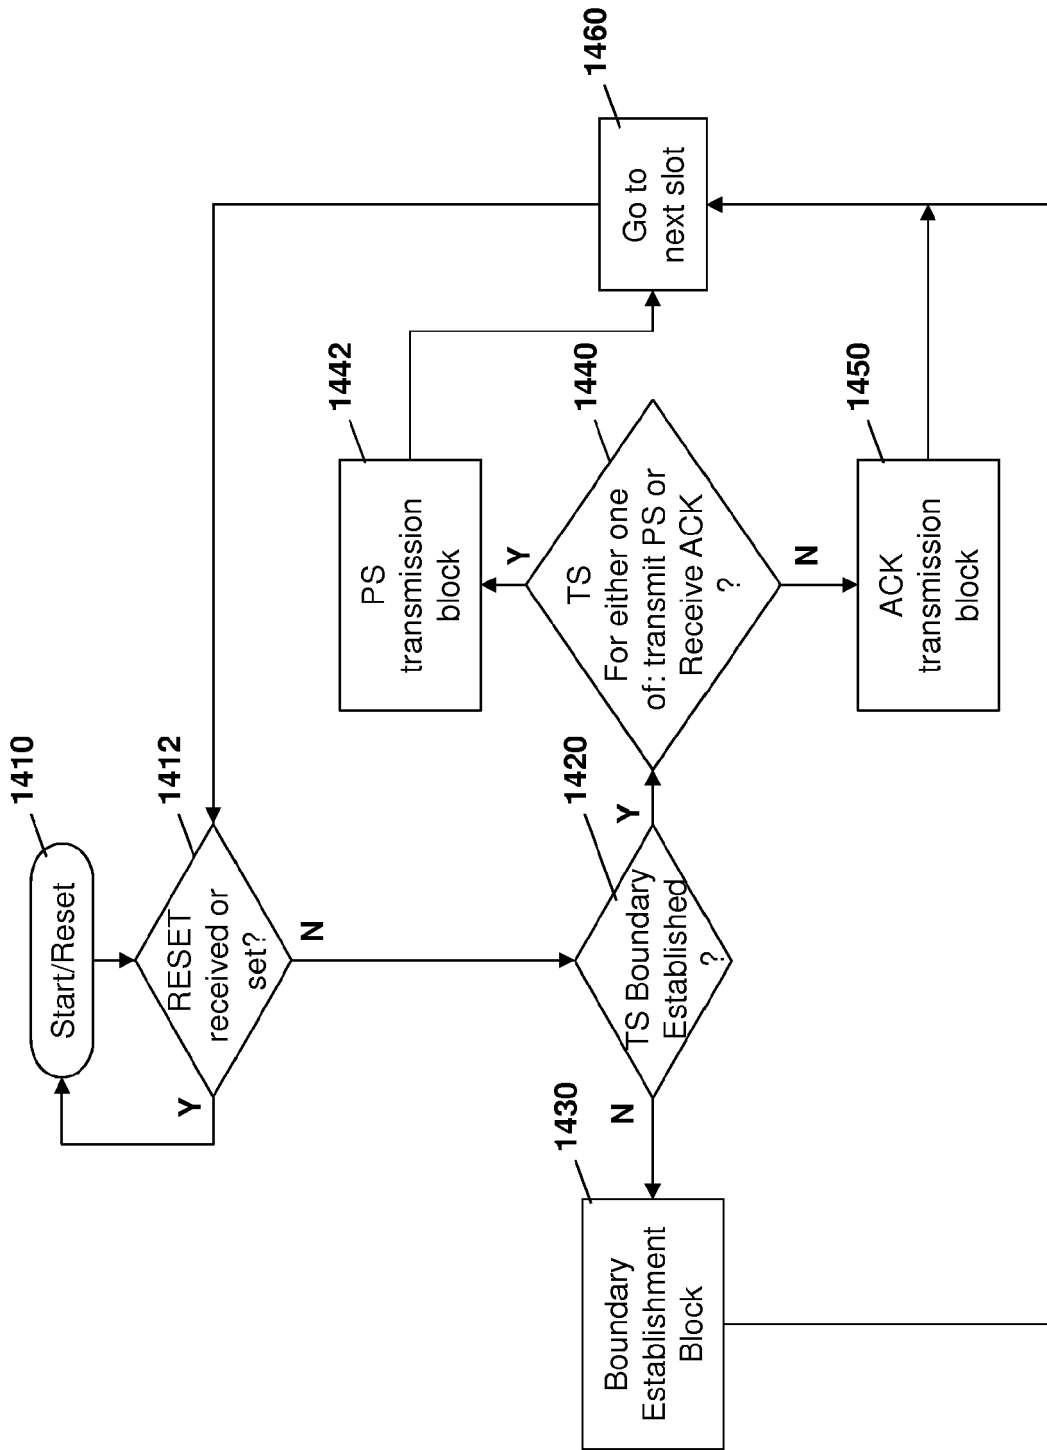 1410
Start/Reset
1412
RESET
received or
set?
Y
N
1420
TS Boundary
Established
?
N
Y
1430
Boundary
Establishment
Block
1440
TS
For either one
of: transmit PS or
Receive ACK
?
Y
N
1442
PS
transmission
block
1450
ACK
transmission
block
1460
Go to
next slot